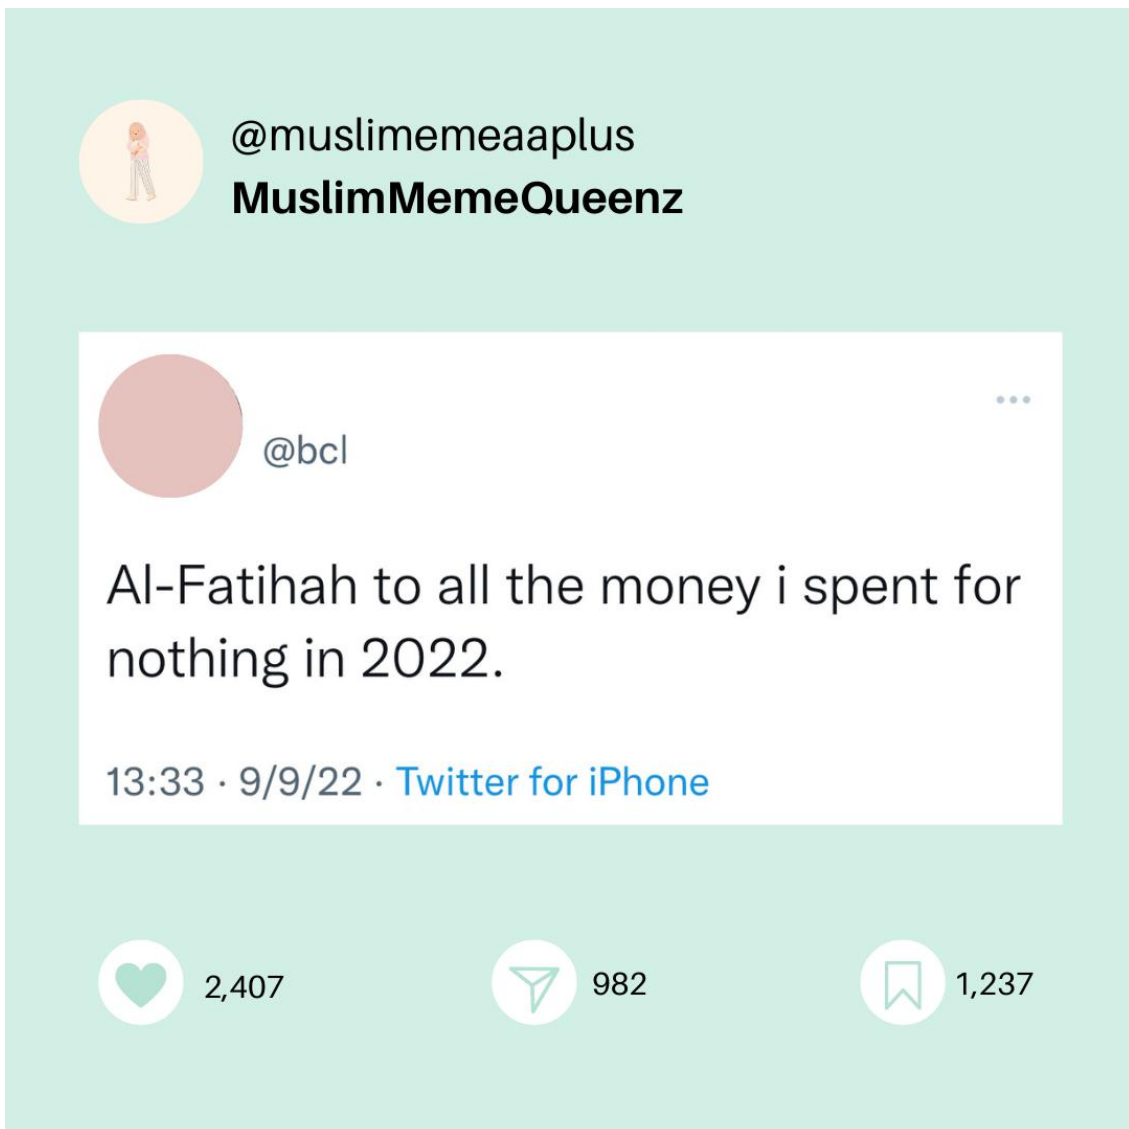 @muslimemeaaplus
MuslimMemeQueenz
@bcl
Al-Fatihah to all the money i spent for
nothing in 2022.
13:33 · 9/9/22 · Twitter for iPhone
2,407
982
1,237